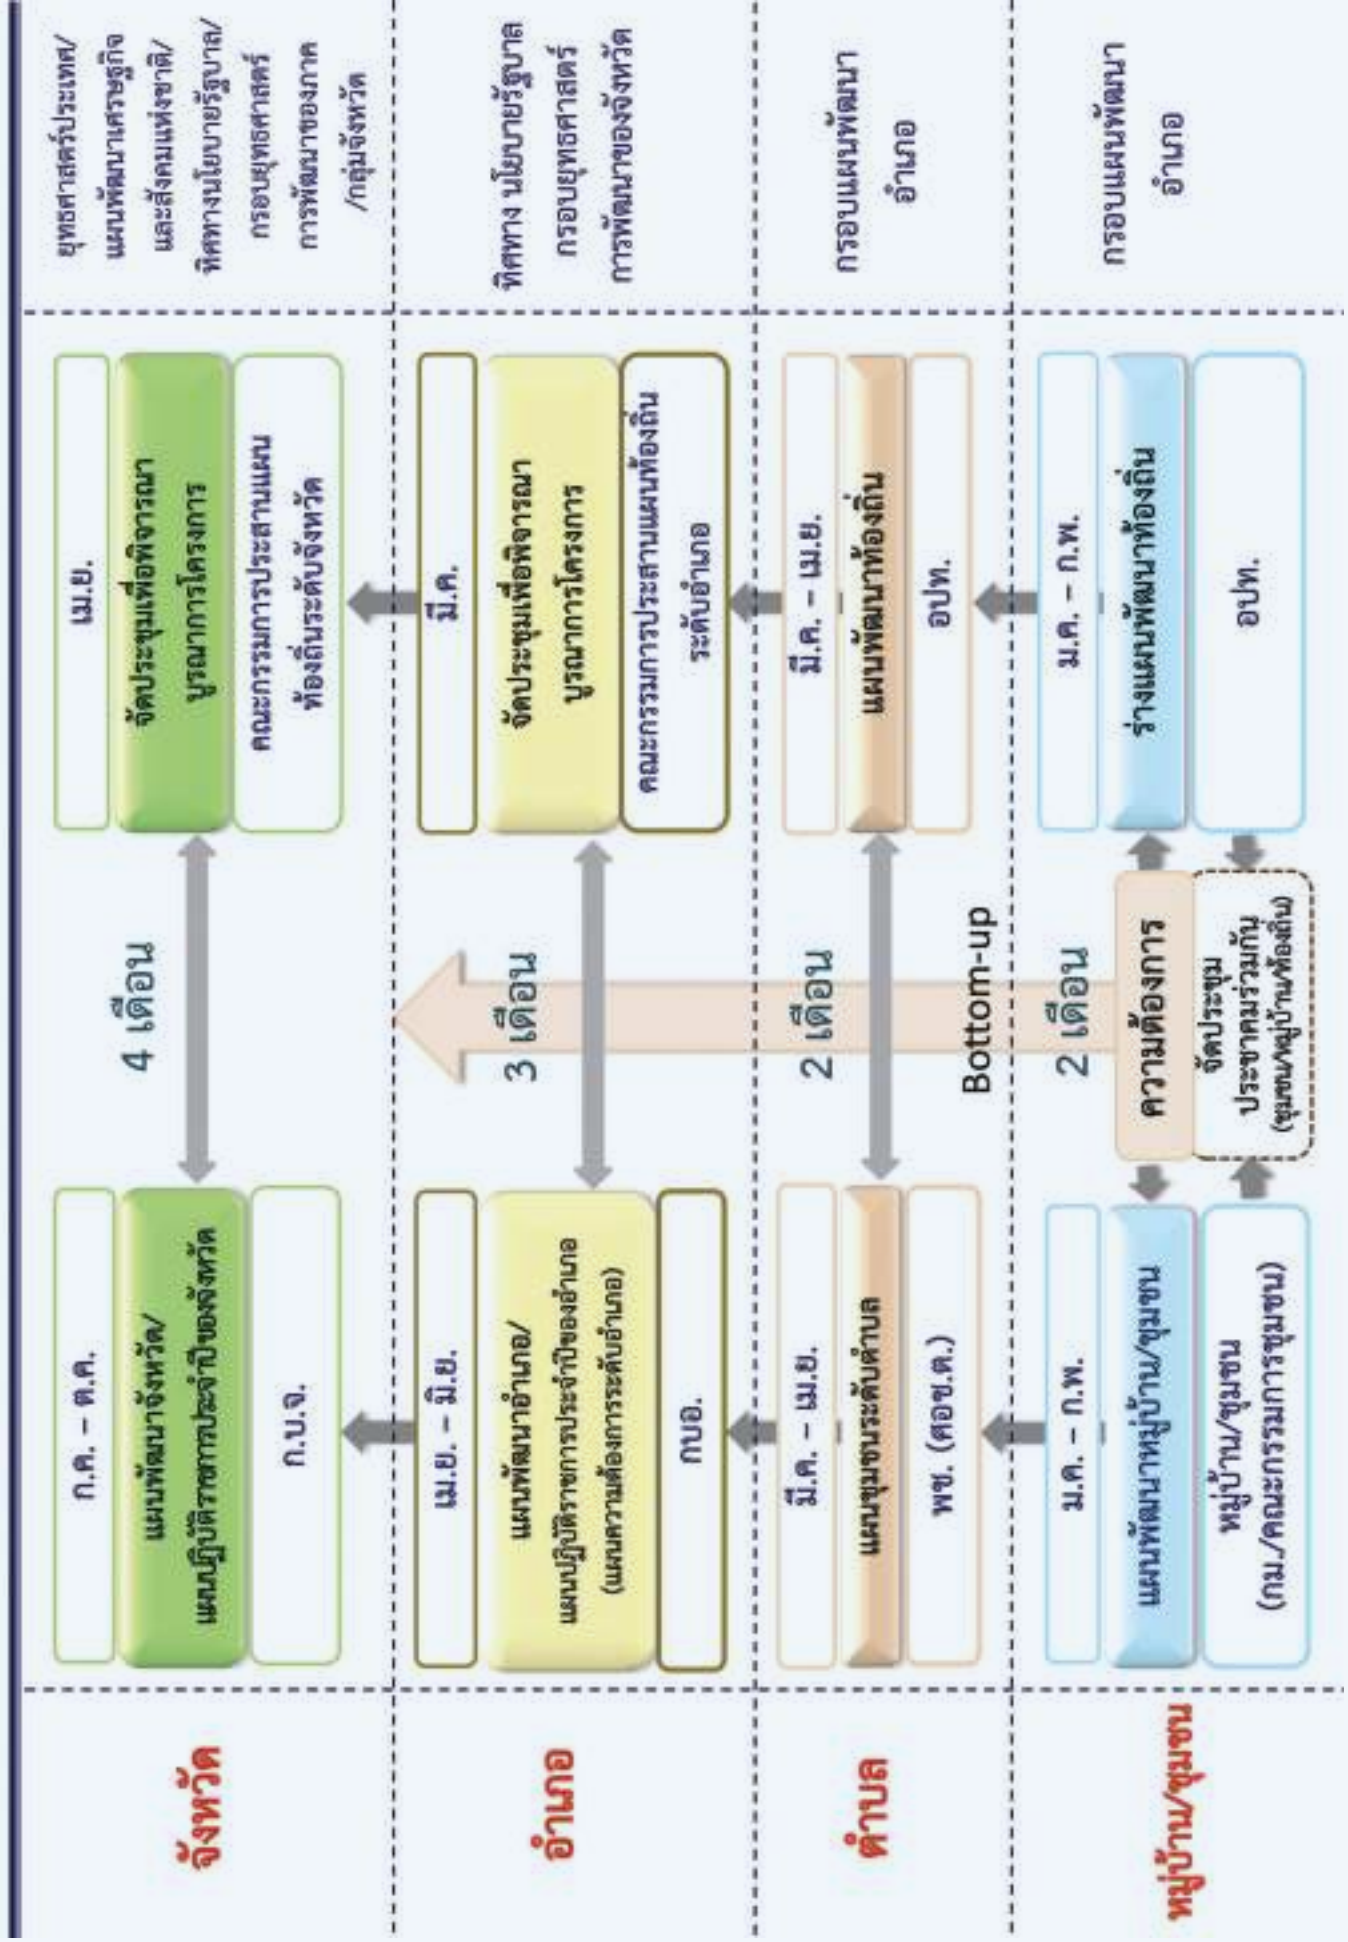 จังหวัด
ก.ค. – ต.ค.
แผนพัฒนาจังหวัด/
แผนปฏิบัติราชการประจำปีของจังหวัด
ก.บ.จ.
4 เดือน
เม.ย.
จัดประชุมเพื่อพิจารณา
บูรณาการโครงการ
คณะกรรมการประสานแผน
ท้องถิ่นระดับจังหวัด
ยุทธศาสตร์ประเทศ/
แผนพัฒนาเศรษฐกิจ
และสังคมแห่งชาติ/
ทิศทางนโยบายรัฐบาล/
กรอบยุทธศาสตร์
การพัฒนาของภาค
/กลุ่มจังหวัด
อำเภอ
เม.ย. – มิ.ย.
แผนพัฒนาอำเภอ/
แผนปฏิบัติราชการประจำปีของอำเภอ
(แผนความต้องการระดับอำเภอ)
กบอ.
3 เดือน
มี.ค.
จัดประชุมเพื่อพิจารณา
บูรณาการโครงการ
คณะกรรมการประสานแผนท้องถิ่น
ระดับอำเภอ
ทิศทาง นโยบายรัฐบาล
กรอบยุทธศาสตร์
การพัฒนาของจังหวัด
ตำบล
มี.ค. – เม.ย.
แผนชุมชนระดับตำบล
พช. (ศอช.ต.)
2 เดือน
Bottom-up
มี.ค. – เม.ย.
แผนพัฒนาท้องถิ่น
อปท.
กรอบแผนพัฒนา
อำเภอ
หมู่บ้าน/ชุมชน
ม.ค. – ก.พ.
แผนพัฒนาหมู่บ้าน/ชุมชน
หมู่บ้าน/ชุมชน
(กม./คณะกรรมการชุมชน)
2 เดือน
ความต้องการ
จัดประชุม
ประชาคมร่วมกัน
(ชุมชน/หมู่บ้าน/ท้องถิ่น)
ม.ค. – ก.พ.
ร่างแผนพัฒนาท้องถิ่น
อปท.
กรอบแผนพัฒนา
อำเภอ